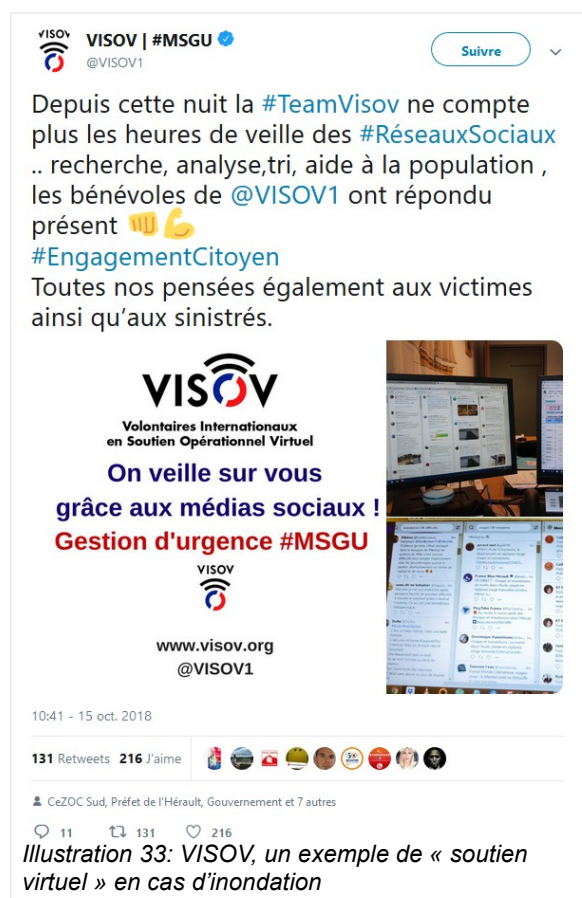 VISOV
VISOV | #MSGU
@VISOV1
Suivre
Depuis cette nuit la #TeamVisov ne compte
plus les heures de veille des #RéseauxSociaux
.. recherche, analyse,tri, aide à la population ,
les bénévoles de @VISOV1 ont répondu
présent 👊💪
#EngagementCitoyen
Toutes nos pensées également aux victimes
ainsi qu’aux sinistrés.
VISOV
Volontaires Internationaux
en Soutien Opérationnel Virtuel
On veille sur vous
grâce aux médias sociaux !
Gestion d'urgence #MSGU
VISOV
www.visov.org
@VISOV1
10:41 - 15 oct. 2018
131 Retweets 216 J'aime
CeZOC Sud, Préfet de l'Hérault, Gouvernement et 7 autres
11 131 216
Illustration 33: VISOV, un exemple de « soutien
virtuel » en cas d’inondation